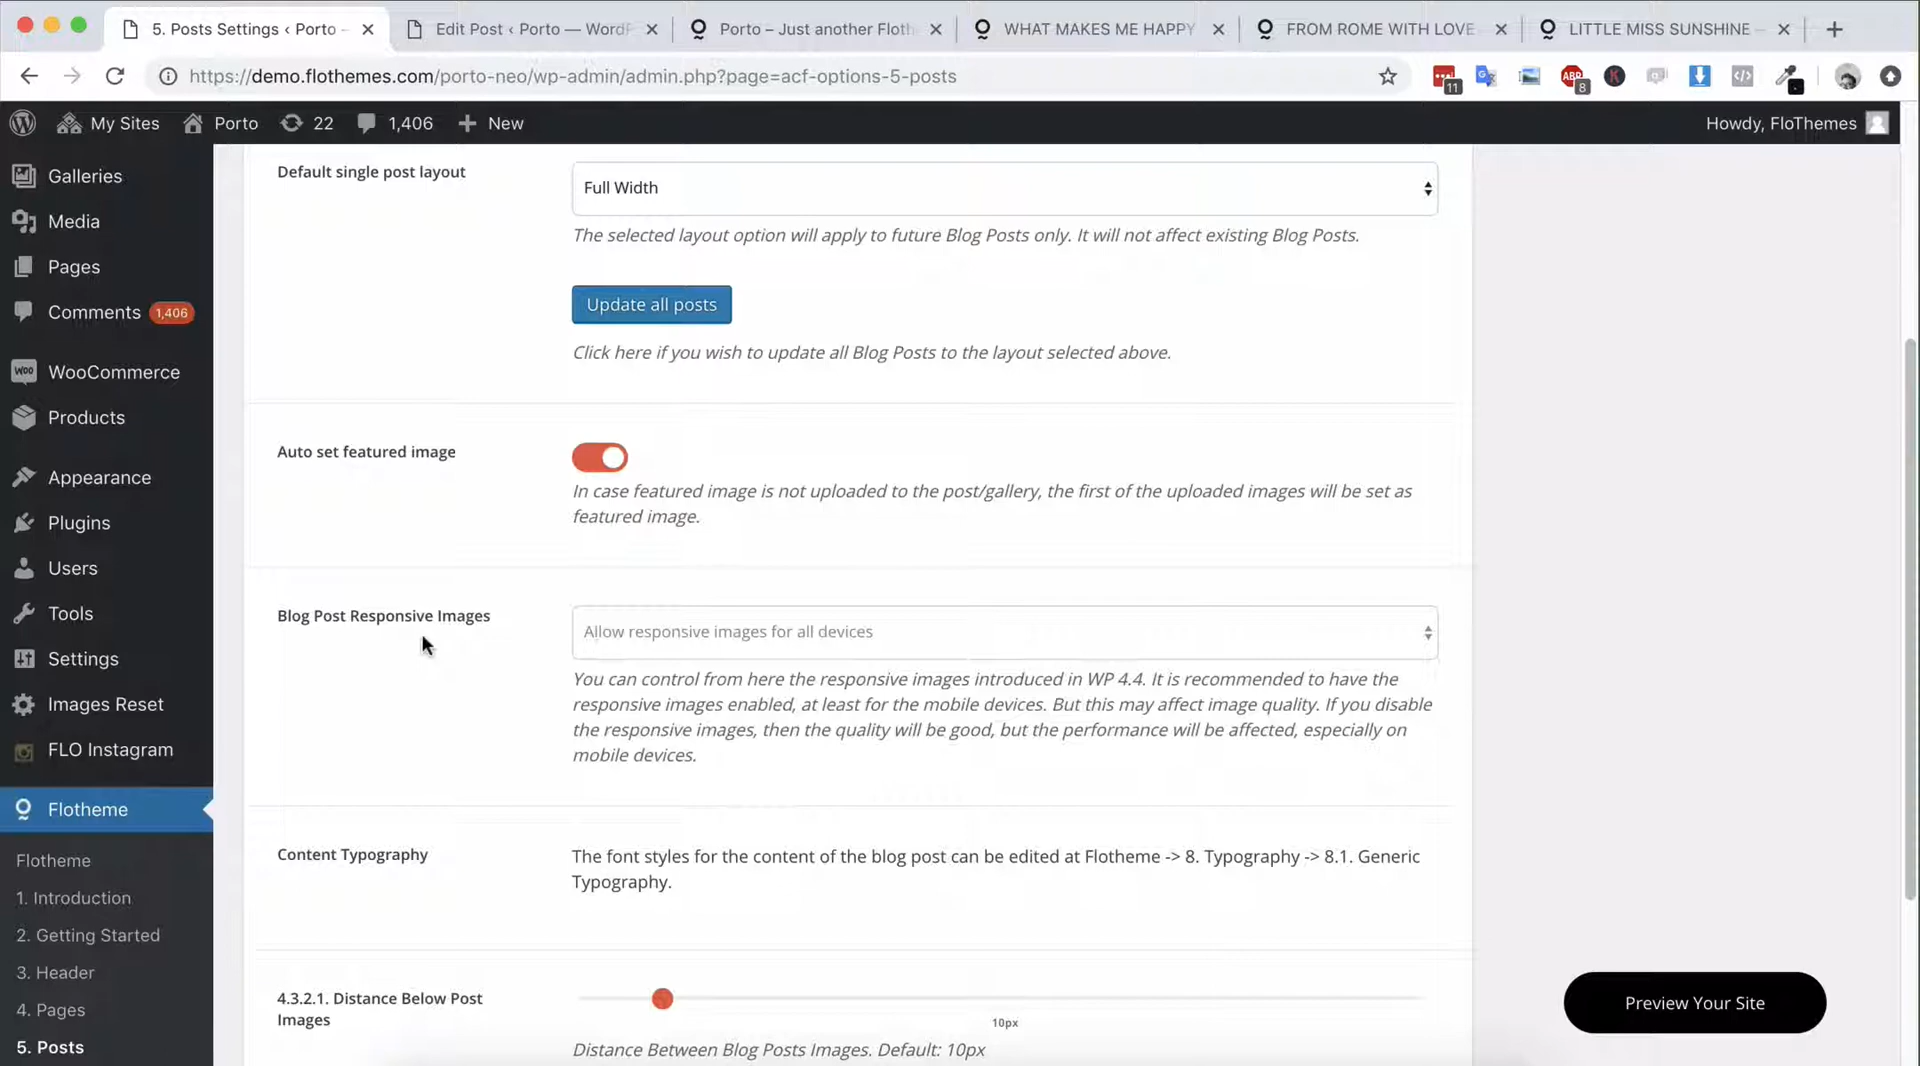 5. Posts Settings ‹ Porto –
Edit Post ‹ Porto — WordP
Porto – Just another Floth
WHAT MAKES ME HAPPY
FROM ROME WITH LOVE
LITTLE MISS SUNSHINE –
https://demo.flothemes.com/porto-neo/wp-admin/admin.php?page=acf-options-5-posts
11
ABP
8
K
My Sites
Porto
22
1,406
New
Howdy, FloThemes
Galleries
Media
Pages
Comments 1,406
WOO
WooCommerce
Products
Appearance
Plugins
Users
Tools
Settings
Images Reset
FLO Instagram
Flotheme
Flotheme
1. Introduction
2. Getting Started
3. Header
4. Pages
5. Posts
Default single post layout
Full Width
The selected layout option will apply to future Blog Posts only. It will not affect existing Blog Posts.
Update all posts
Click here if you wish to update all Blog Posts to the layout selected above.
Auto set featured image
In case featured image is not uploaded to the post/gallery, the first of the uploaded images will be set as
featured image.
Blog Post Responsive Images
Allow responsive images for all devices
You can control from here the responsive images introduced in WP 4.4. It is recommended to have the
responsive images enabled, at least for the mobile devices. But this may affect image quality. If you disable
the responsive images, then the quality will be good, but the performance will be affected, especially on
mobile devices.
Content Typography
The font styles for the content of the blog post can be edited at Flotheme -> 8. Typography -> 8.1. Generic
Typography.
4.3.2.1. Distance Below Post
Images
10px
Distance Between Blog Posts Images. Default: 10px
Preview Your Site